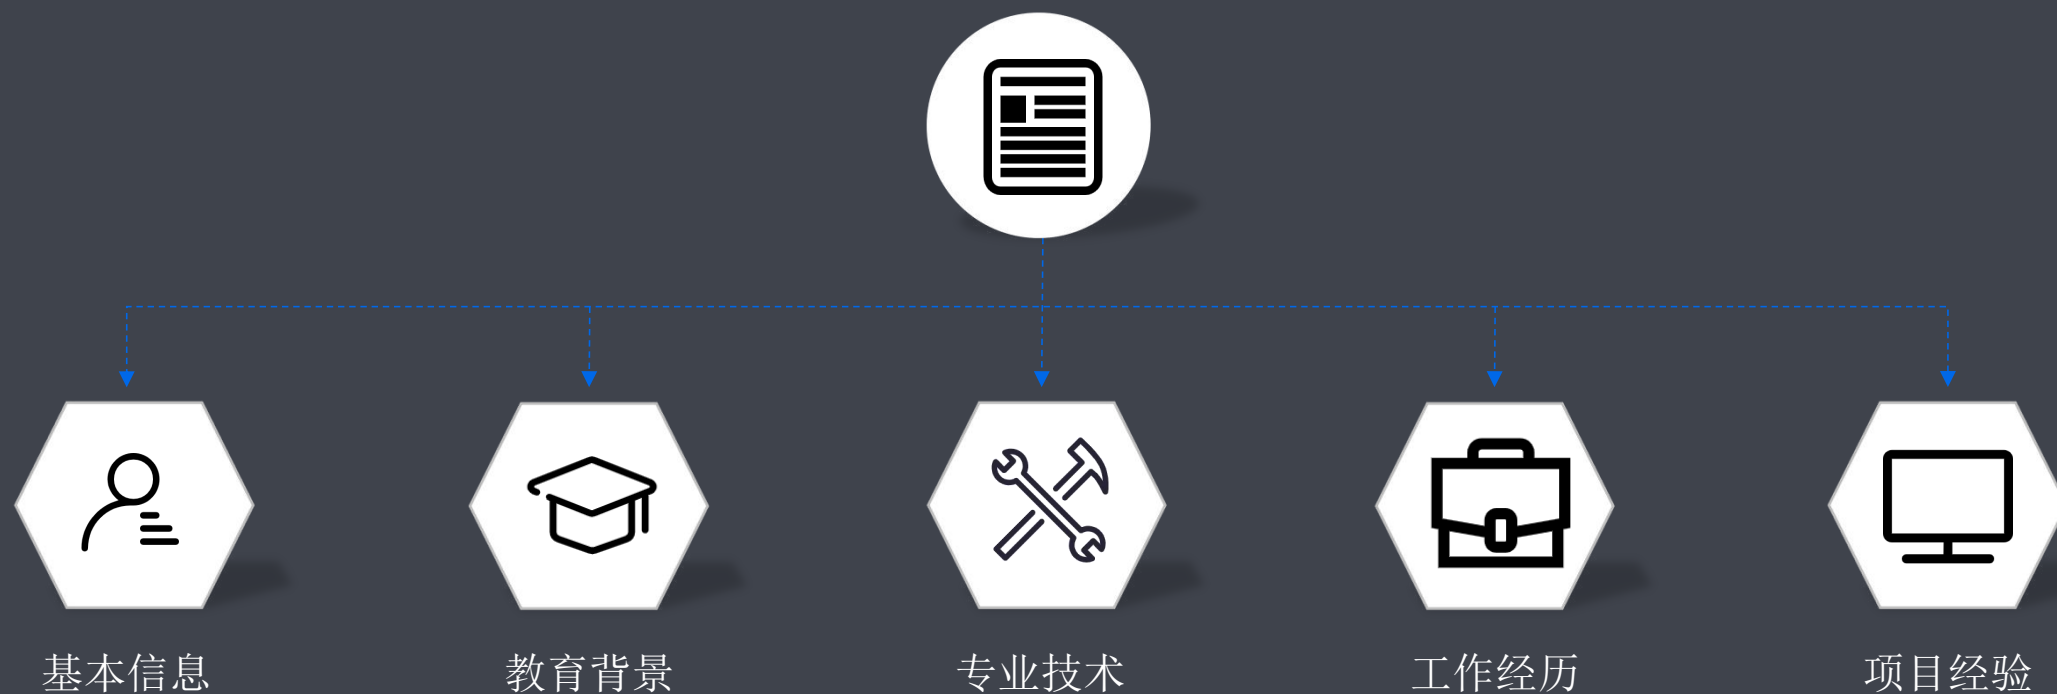 基本信息
教育背景
专业技术
工作经历
项目经验